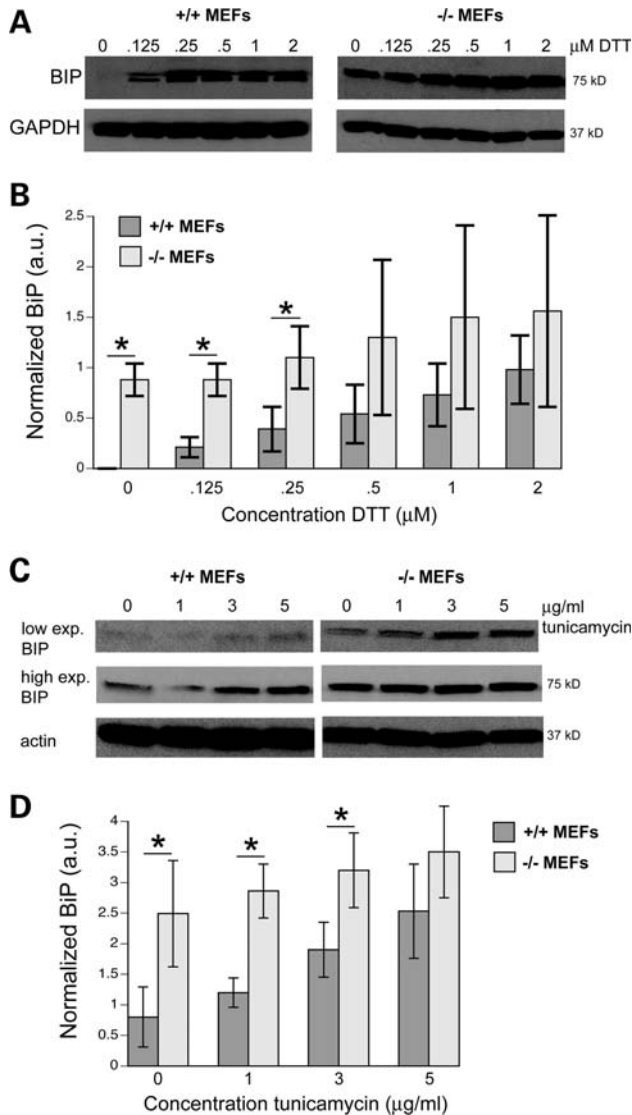 A
+/+ MEFs
-/- MEFs
0 .125 .25 .5 1 2
0 .125 .25 .5 1 2 μM DTT
BIP
75 kD
GAPDH
37 kD
B
2.5
2
1.5
1
0.5
0
Normalized BiP (a.u.)
+/+ MEFs
-/- MEFs
* * *
0 .125 .25 .5 1 2
Concentration DTT (μM)
C
+/+ MEFs
-/- MEFs
0 1 3 5
0 1 3 5 μg/ml
tunicamycin
low exp.
BIP
high exp.
BIP
75 kD
actin
37 kD
D
4
3.5
3
2.5
2
1.5
1
0.5
0
Normalized BiP (a.u.)
* * *
+/+ MEFs
-/- MEFs
0 1 3 5
Concentration tunicamycin (μg/ml)